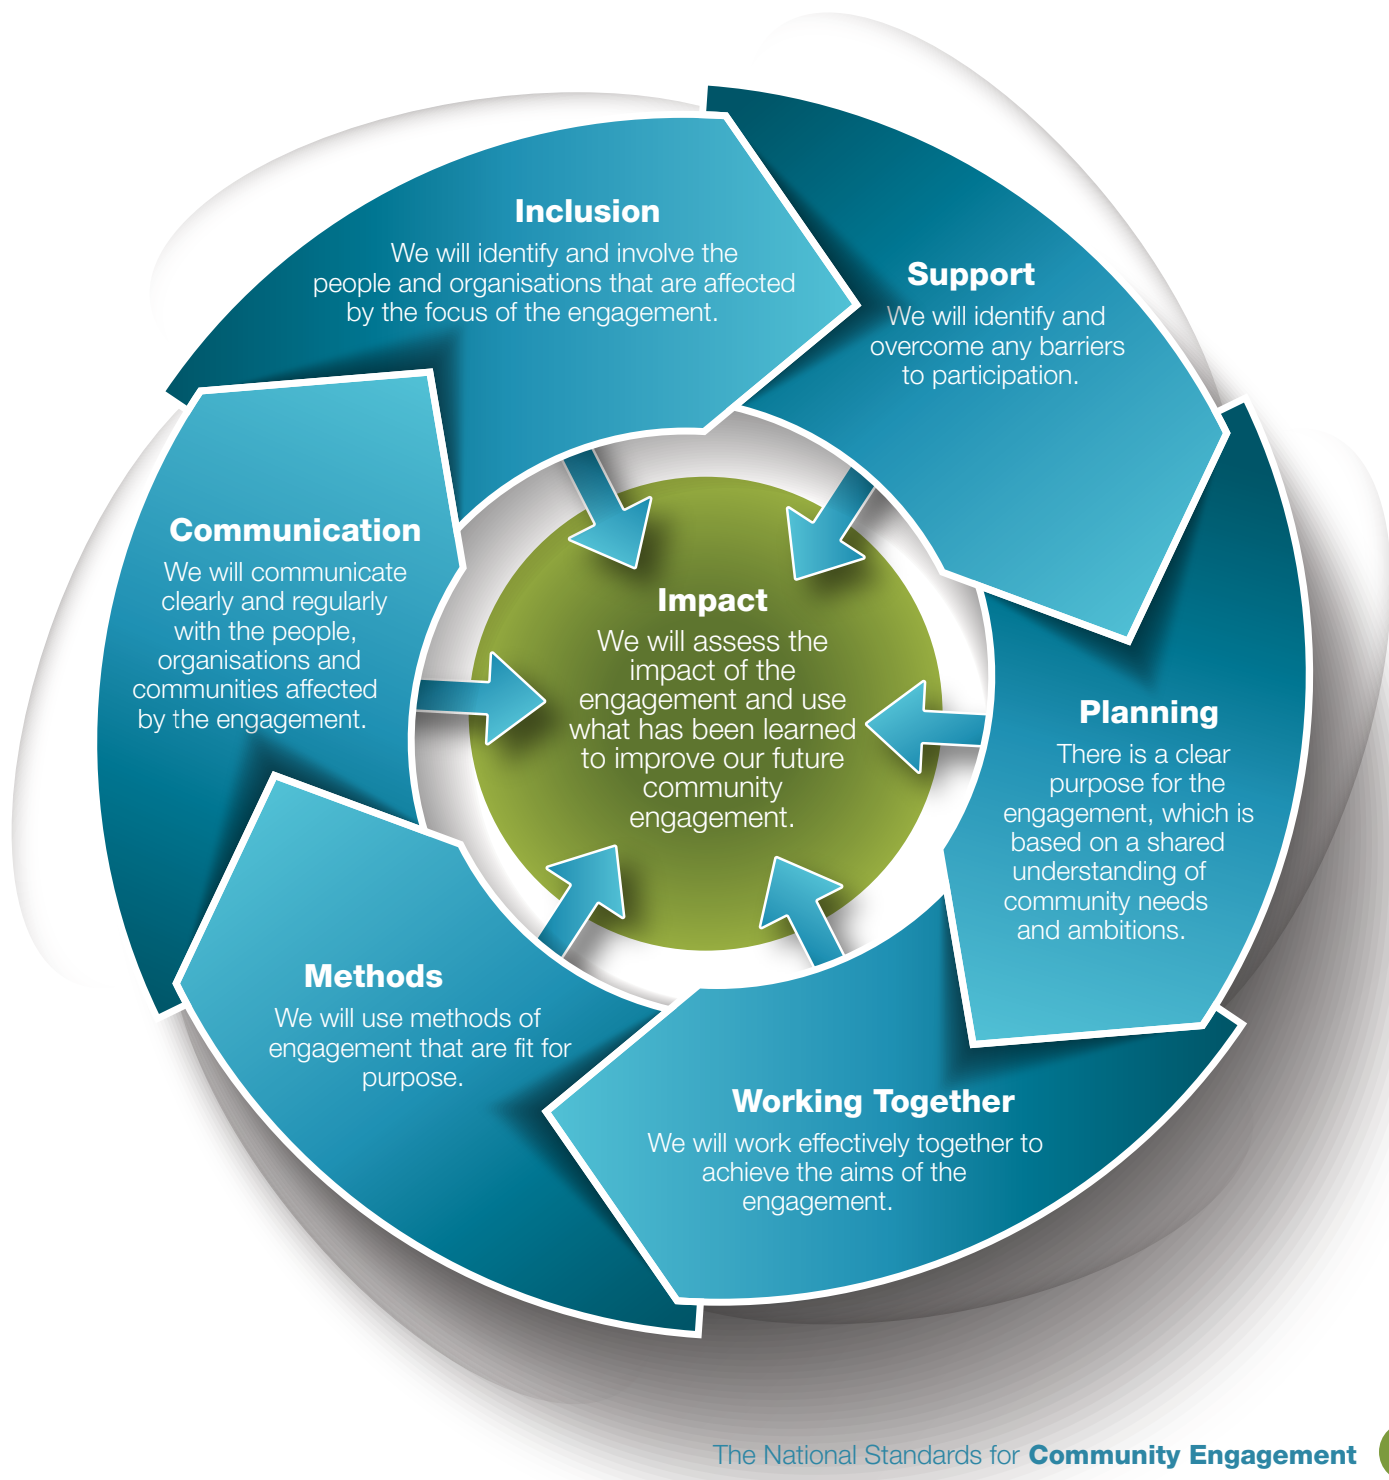 Inclusion
We will identify and involve the
people and organisations that are affected
by the focus of the engagement.
Support
We will identify and
overcome any barriers
to participation.
Planning
There is a clear
purpose for the
engagement, which is
based on a shared
understanding of
community needs
and ambitions.
Working Together
We will work effectively together to
achieve the aims of the
engagement.
Methods
We will use methods of
engagement that are fit for
purpose.
Communication
We will communicate
clearly and regularly
with the people,
organisations and
communities affected
by the engagement.
Impact
We will assess the
impact of the
engagement and use
what has been learned
to improve our future
community
engagement.
The National Standards for Community Engagement